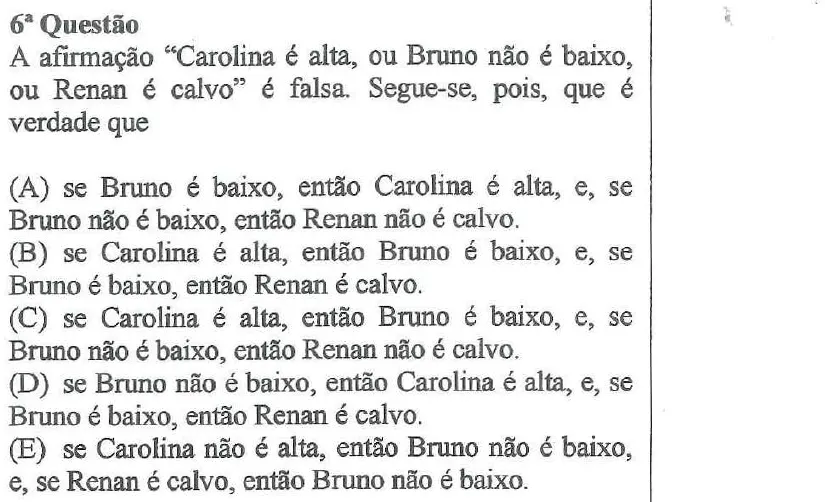 6ª Questão
A afirmação “Carolina é alta, ou Bruno não é baixo,
ou Renan é calvo” é falsa. Segue-se, pois, que é
verdade que
(A) se Bruno é baixo, então Carolina é alta, e, se
Bruno não é baixo, então Renan não é calvo.
(B) se Carolina é alta, então Bruno é baixo, e, se
Bruno é baixo, então Renan é calvo.
(C) se Carolina é alta, então Bruno é baixo, e, se
Bruno não é baixo, então Renan não é calvo.
(D) se Bruno não é baixo, então Carolina é alta, e, se
Bruno é baixo, então Renan é calvo.
(E) se Carolina não é alta, então Bruno não é baixo,
e, se Renan é calvo, então Bruno não é baixo.